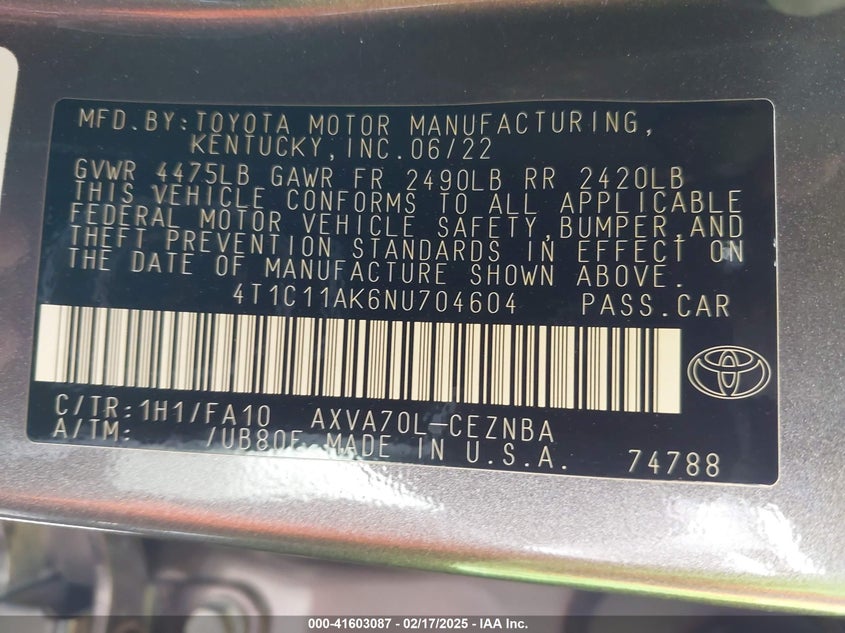 MFD.BY:TOYOTA MOTOR MANUFACTURING,
KENTUCKY,INC.06/22
GVWR 4475LB GAWR FR 2490LB RR 2420LB
THIS VEHICLE CONFORMS TO ALL APPLICABLE
FEDERAL MOTOR VEHICLE SAFETY,BUMPER,AND
THEFT PREVENTION STANDARDS IN EFFECT ON
THE DATE OF MANUFACTURE SHOWN ABOVE.
4T1C11AK6NU704604 PASS.CAR
C/TR:1H1/FA10 AXVA70L-CEZNBA
A/TM: /UB80F MADE IN U.S.A. 74788
000-41603087 - 02/17/2025 - IAA Inc.